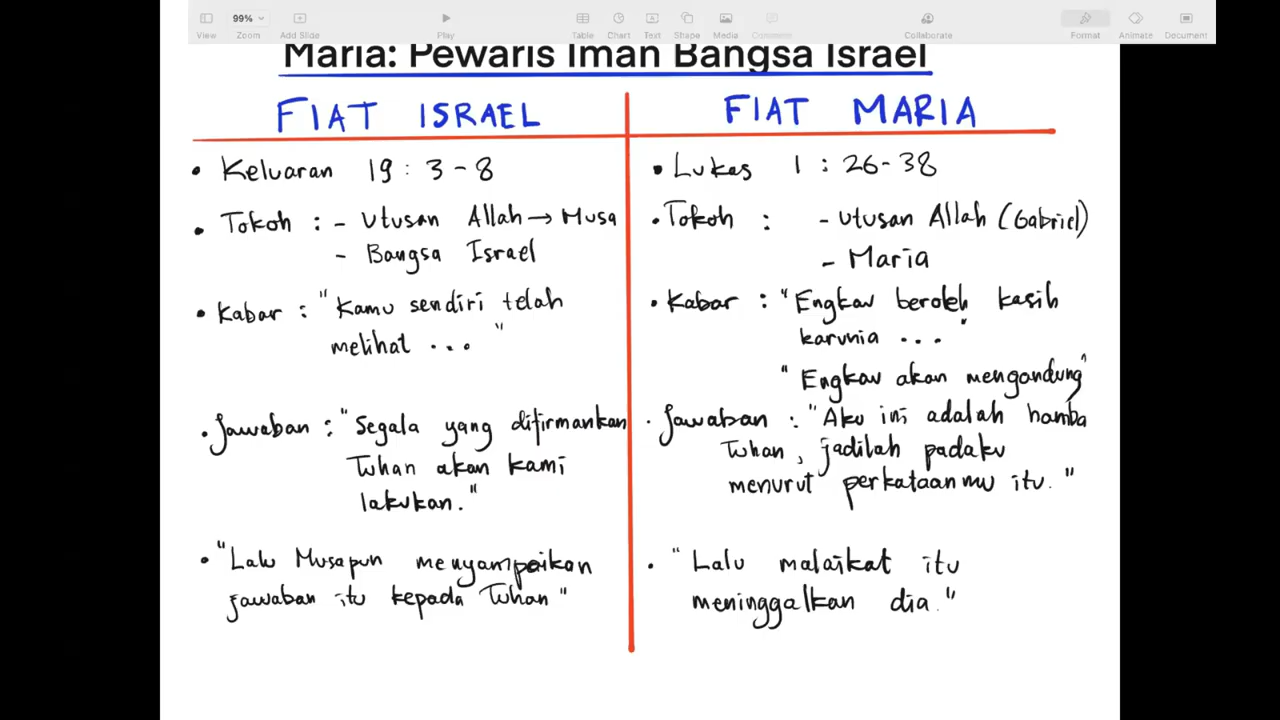 View
99%
Zoom
Add Slide
Play
Table
Chart
Text
Shape
Media
Comment
Collaborate
Format
Animate
Document
Maria: Pewaris Iman Bangsa Israel
FIAT ISRAEL
• Keluaran 19 : 3 - 8
• Tokoh : - Utusan Allah → Musa
- Bangsa Israel
• Kabar : "Kamu sendiri telah
melihat ... "
• Jawaban : "Segala yang difirmankan
Tuhan akan kami
lakukan."
• "Lalu Musapun menyampaikan
jawaban itu kepada Tuhan"
FIAT MARIA
• Lukas 1 : 26 - 38
• Tokoh : - Utusan Allah (Gabriel)
- Maria
• Kabar : "Engkau beroleh kasih
karunia ...
"Engkau akan mengandung"
• Jawaban : "Aku ini adalah hamba
Tuhan, jadilah padaku
menurut perkataanmu itu."
• "Lalu malaikat itu
meninggalkan dia."